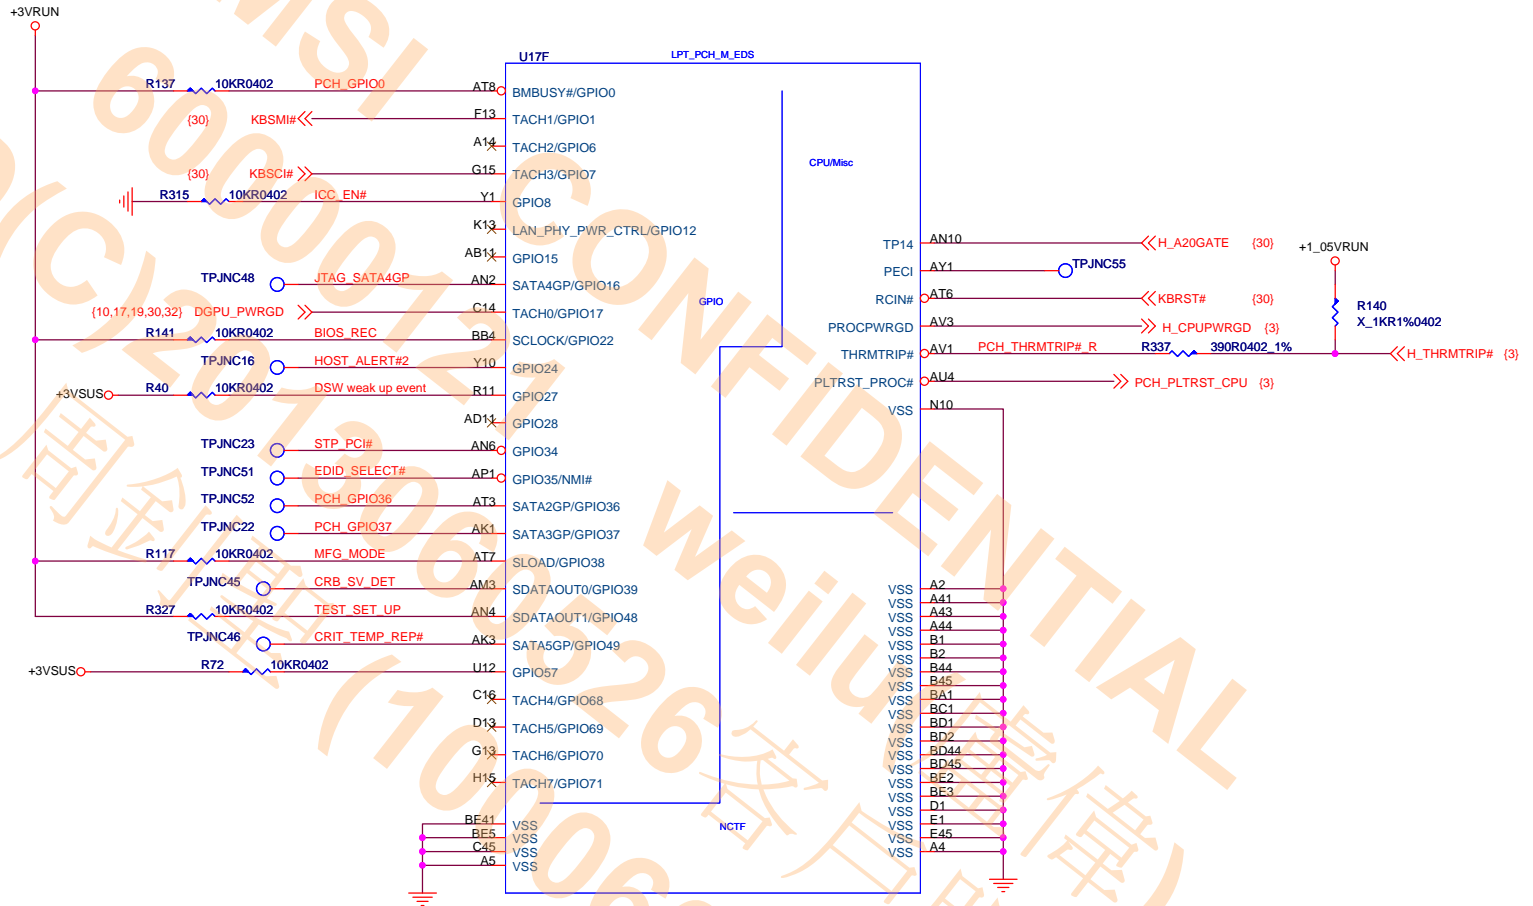 +3VRUN
U17F
LPT_PCH_M_EDS
R137 10KR0402 PCH_GPIO0 AT8 BMBUSY#/GPIO0
{30} KBSMI# F13 TACH1/GPIO1
A14 TACH2/GPIO6
{30} KBSCI# G15 TACH3/GPIO7
R315 10KR0402 ICC_EN# Y1 GPIO8
K13 LAN_PHY_PWR_CTRL/GPIO12
AB11 GPIO15
TPJNC48 JTAG_SATA4GP AN2 SATA4GP/GPIO16
{10,17,19,30,32} DGPU_PWRGD C14 TACH0/GPIO17
R141 10KR0402 BIOS_REC BB4 SCLOCK/GPIO22
TPJNC16 HOST_ALERT#2 Y10 GPIO24
+3VSUS R40 10KR0402 DSW weak up event R11 GPIO27
AD11 GPIO28
TPJNC23 STP_PCI# AN6 GPIO34
TPJNC51 EDID_SELECT# AP1 GPIO35/NMI#
TPJNC52 PCH_GPIO36 AT3 SATA2GP/GPIO36
TPJNC22 PCH_GPIO37 AK1 SATA3GP/GPIO37
R117 10KR0402 MFG_MODE AT7 SLOAD/GPIO38
TPJNC45 CRB_SV_DET AM3 SDATAOUT0/GPIO39
R327 10KR0402 TEST_SET_UP AN4 SDATAOUT1/GPIO48
TPJNC46 CRIT_TEMP_REP# AK3 SATA5GP/GPIO49
+3VSUS R72 10KR0402 U12 GPIO57
C16 TACH4/GPIO68
D13 TACH5/GPIO69
G13 TACH6/GPIO70
H15 TACH7/GPIO71
BE41 VSS
BE5 VSS
C45 VSS
A5 VSS
CPU/Misc
GPIO
NCTF
TP14 AN10 H_A20GATE {30}
PECI AY1 TPJNC55
RCIN# AT6 KBRST# {30}
PROCPWRGD AV3 H_CPUPWRGD {3}
THRMTRIP# AV1 PCH_THRMTRIP#_R R337 390R0402_1% H_THRMTRIP# {3}
PLTRST_PROC# AU4 PCH_PLTRST_CPU {3}
VSS N10
+1_05VRUN
R140
X_1KR1%0402
VSS A2
VSS A41
VSS A43
VSS A44
VSS B1
VSS B2
VSS B44
VSS B45
VSS BA1
VSS BC1
VSS BD1
VSS BD2
VSS BD44
VSS BD45
VSS BE2
VSS BE3
VSS D1
VSS E1
VSS E45
VSS A4
MSI CONFIDENTIAL
weilu(盧偉)